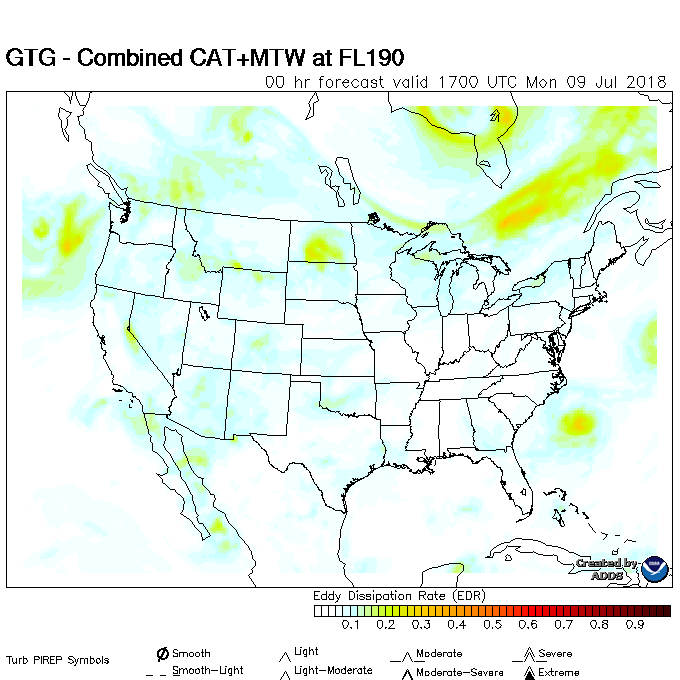 GTG - Combined CAT+MTW at FL190
00 hr forecast valid 1700 UTC Mon 09 Jul 2018
Created by
ADDS
Eddy Dissipation Rate (EDR)
0.1 0.2 0.3 0.4 0.5 0.6 0.7 0.8 0.9
Turb PIREP Symbols
Smooth Light Moderate Severe
Smooth-Light Light-Moderate Moderate-Severe Extreme